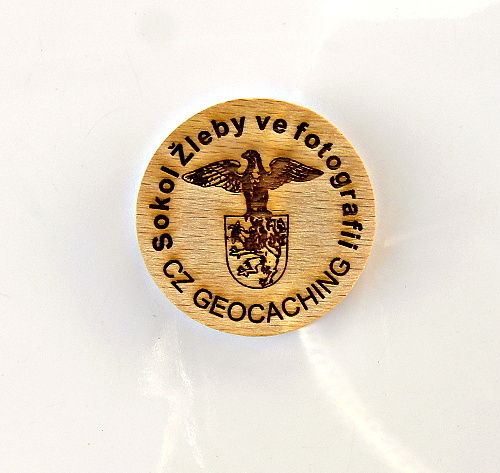 Sokol Žleby ve fotografii
CZ GEOCACHING